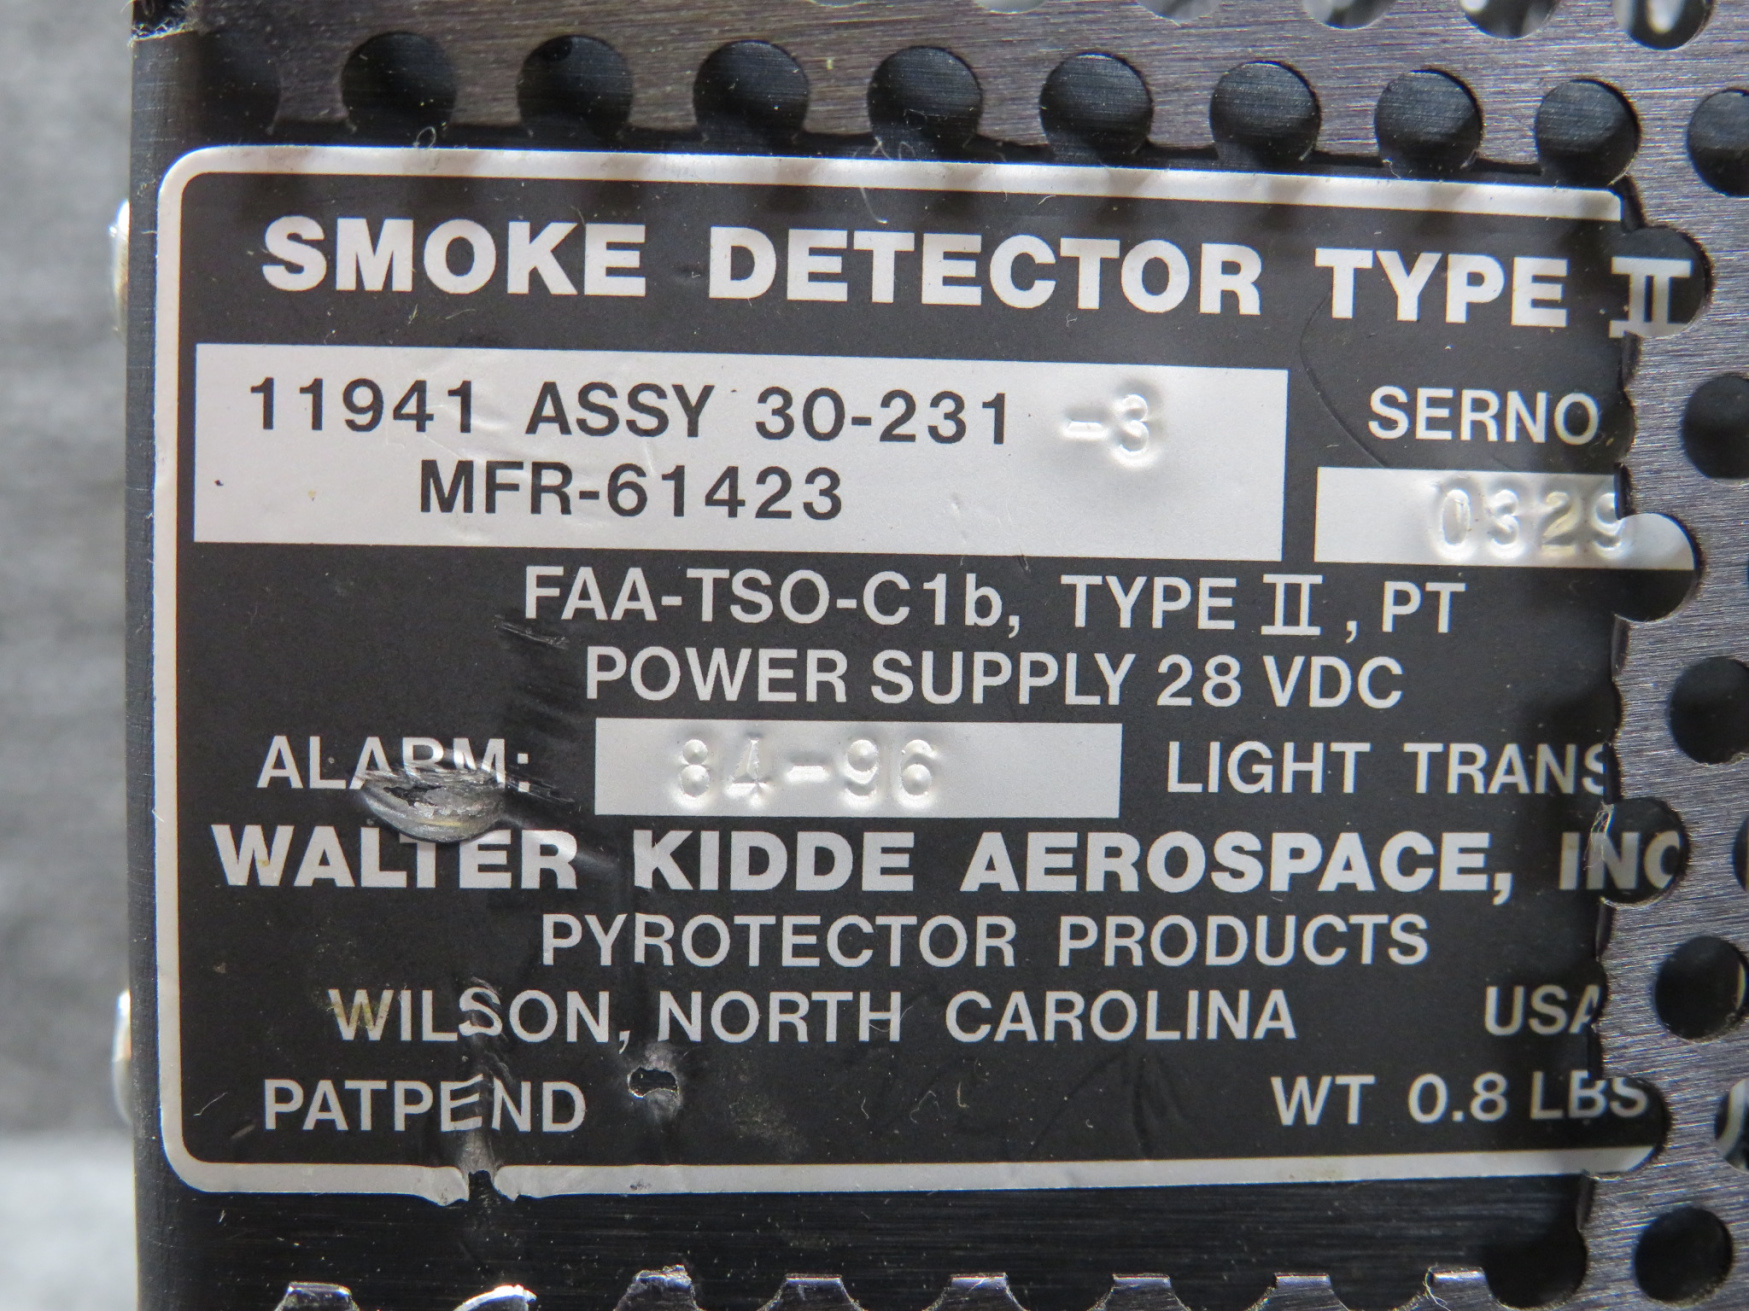 SMOKE DETECTOR TYPE II
11941 ASSY 30-231 -3
MFR-61423
SERNO
0329
FAA-TSO-C1b, TYPE II, PT
POWER SUPPLY 28 VDC
ALARM: 84-96 LIGHT TRANS
WALTER KIDDE AEROSPACE, INC
PYROTECTOR PRODUCTS
WILSON, NORTH CAROLINA USA
PATPEND WT 0.8 LBS